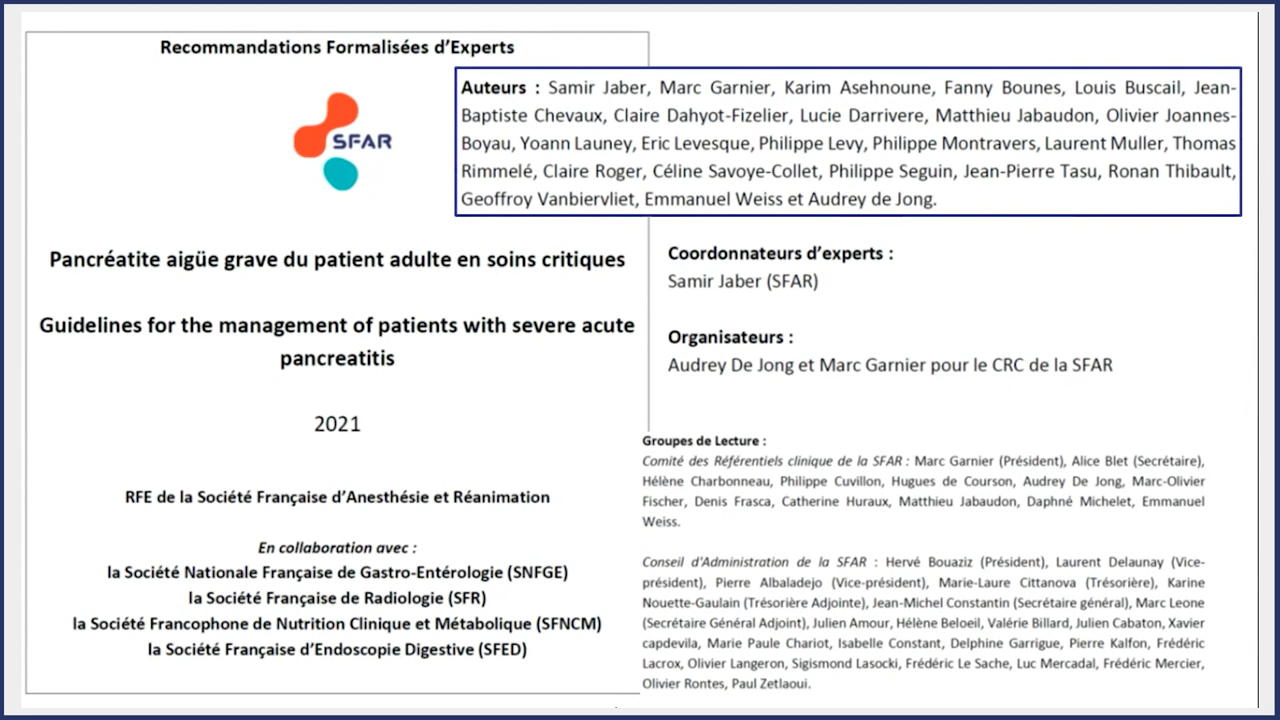 Recommandations Formalisées d'Experts
SFAR
Pancréatite aigüe grave du patient adulte en soins critiques
Guidelines for the management of patients with severe acute
pancreatitis
2021
RFE de la Société Française d'Anesthésie et Réanimation
En collaboration avec :
la Société Nationale Française de Gastro-Entérologie (SNFGE)
la Société Française de Radiologie (SFR)
la Société Francophone de Nutrition Clinique et Métabolique (SFNCM)
la Société Française d'Endoscopie Digestive (SFED)
Auteurs : Samir Jaber, Marc Garnier, Karim Asehnoune, Fanny Bounes, Louis Buscail, Jean-
Baptiste Chevaux, Claire Dahyot-Fizelier, Lucie Darrivere, Matthieu Jabaudon, Olivier Joannes-
Boyau, Yoann Launey, Eric Levesque, Philippe Levy, Philippe Montravers, Laurent Muller, Thomas
Rimmelé, Claire Roger, Céline Savoye-Collet, Philippe Seguin, Jean-Pierre Tasu, Ronan Thibault,
Geoffroy Vanbiervliet, Emmanuel Weiss et Audrey de Jong.
Coordonnateurs d'experts :
Samir Jaber (SFAR)
Organisateurs :
Audrey De Jong et Marc Garnier pour le CRC de la SFAR
Groupes de Lecture :
Comité des Référentiels clinique de la SFAR : Marc Garnier (Président), Alice Blet (Secrétaire),
Hélène Charbonneau, Philippe Cuvillon, Hugues de Courson, Audrey De Jong, Marc-Olivier
Fischer, Denis Frasca, Catherine Huraux, Matthieu Jabaudon, Daphné Michelet, Emmanuel
Weiss.
Conseil d'Administration de la SFAR : Hervé Bouaziz (Président), Laurent Delaunay (Vice-
président), Pierre Albaladejo (Vice-président), Marie-Laure Cittanova (Trésorière), Karine
Nouette-Gaulain (Trésorière Adjointe), Jean-Michel Constantin (Secrétaire général), Marc Leone
(Secrétaire Général Adjoint), Julien Amour, Hélène Beloeil, Valérie Billard, Julien Cabaton, Xavier
capdevila, Marie Paule Chariot, Isabelle Constant, Delphine Garrigue, Pierre Kalfon, Frédéric
Lacrox, Olivier Langeron, Sigismond Lasocki, Frédéric Le Sache, Luc Mercadal, Frédéric Mercier,
Olivier Rontes, Paul Zetlaoui.